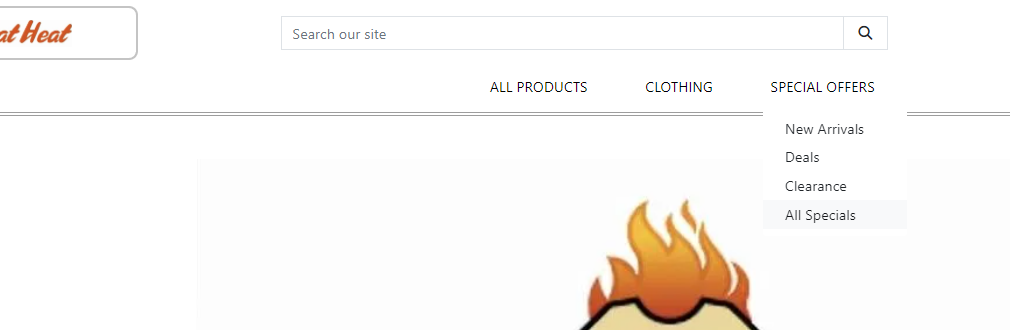 at Heat
Search our site
ALL PRODUCTS CLOTHING SPECIAL OFFERS
New Arrivals
Deals
Clearance
All Specials